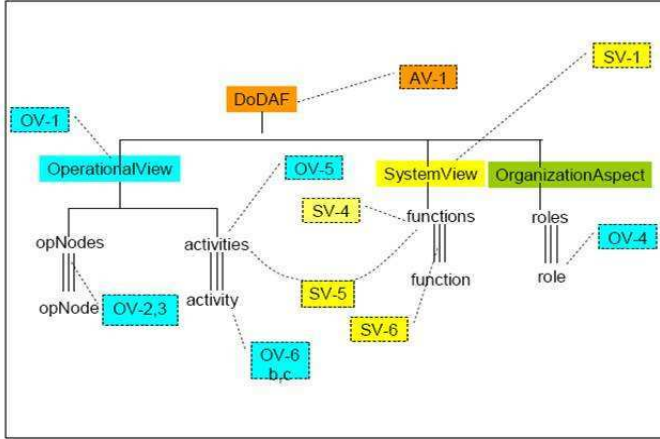 SV-1
AV-1
DoDAF
OV-1
OperationalView
OV-5
SystemView
OrganizationAspect
SV-4
functions
roles
opNodes
activities
OV-4
function
role
SV-5
opNode
OV-2,3
activity
SV-6
OV-6
b,c